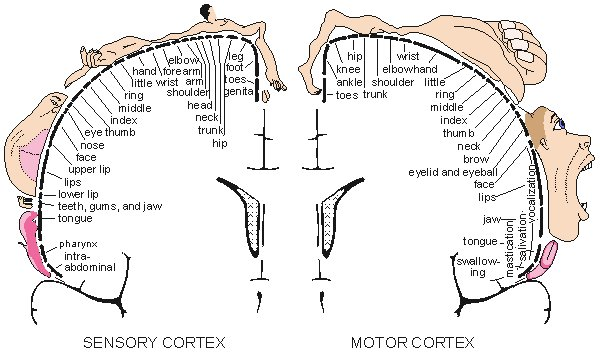 leg
foot
toes
genita
hip
trunk
neck
head
shoulder
arm
elbow
forearm
wrist
hand
little
ring
middle
index
thumb
eye
nose
face
upper lip
lips
lower lip
teeth, gums, and jaw
tongue
pharynx
intra-
abdominal
SENSORY CORTEX
toes
ankle
knee
hip
trunk
shoulder
elbow
wrist
hand
little
ring
middle
index
thumb
neck
brow
eyelid and eyeball
face
lips
jaw
tongue
swallow-
ing
mastication
salivation
vocalization
MOTOR CORTEX